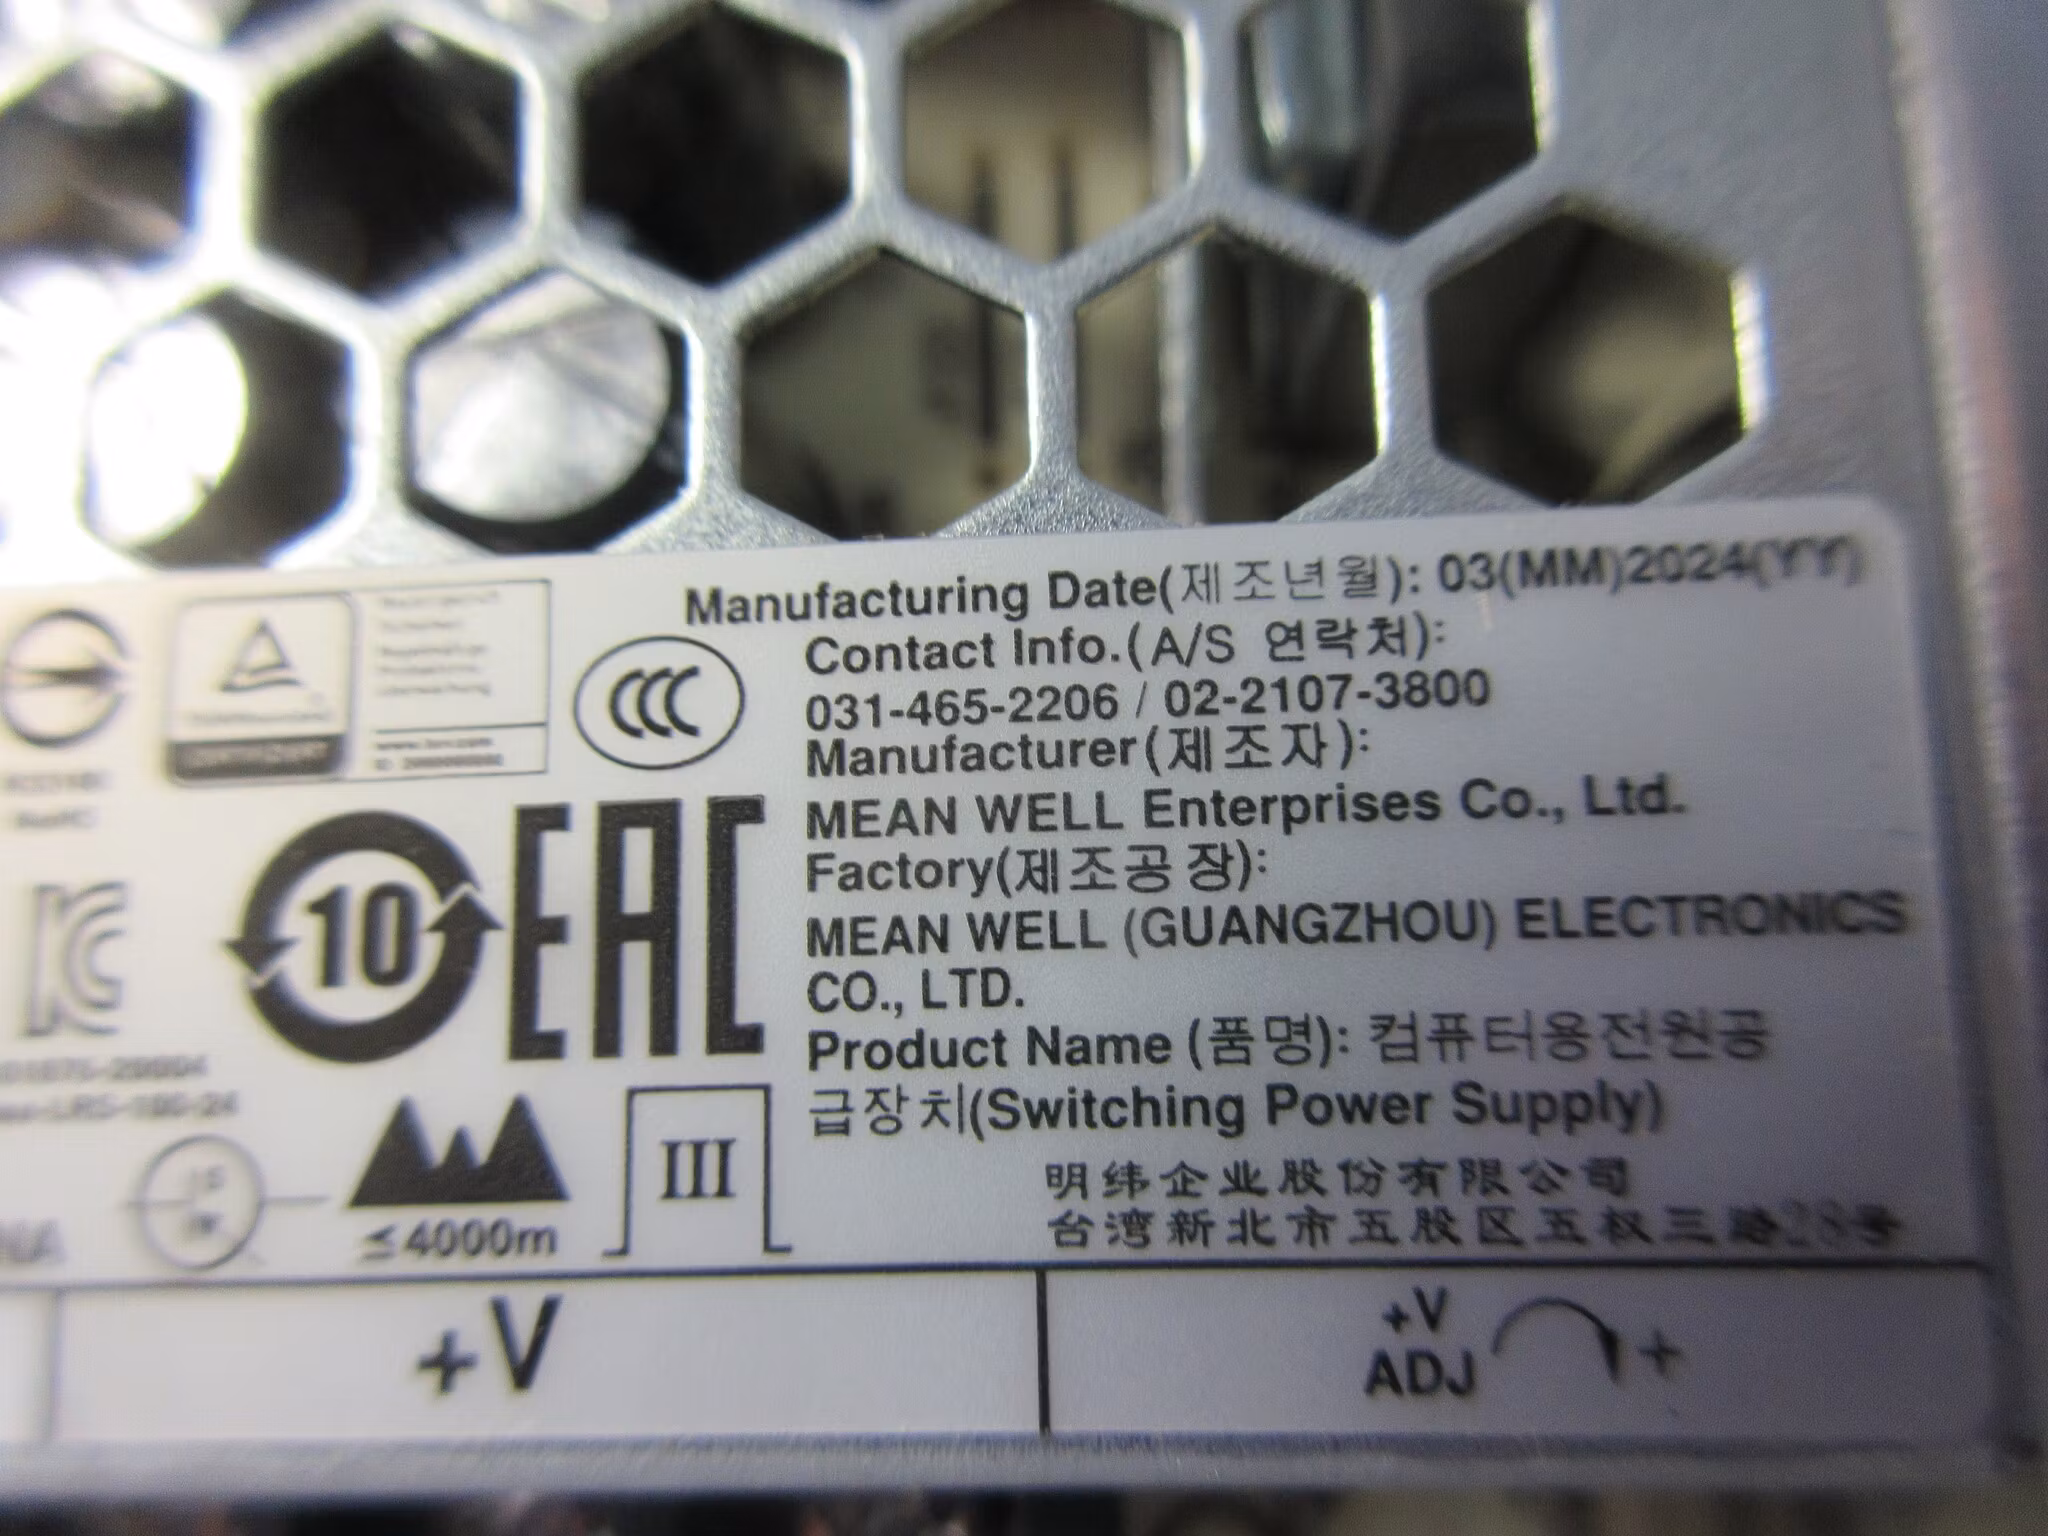 Manufacturing Date(제조년월): 03(MM)2024(YY)
Contact Info.(A/S 연락처):
031-465-2206 / 02-2107-3800
Manufacturer(제조자):
MEAN WELL Enterprises Co., Ltd.
Factory(제조공장):
MEAN WELL (GUANGZHOU) ELECTRONICS
CO., LTD.
Product Name (품명): 컴퓨터용전원공
급장치(Switching Power Supply)
明纬企业股份有限公司
台湾新北市五股区五权三路28号
CCC
10
EAC
≤4000m
III
+V
+V
ADJ +